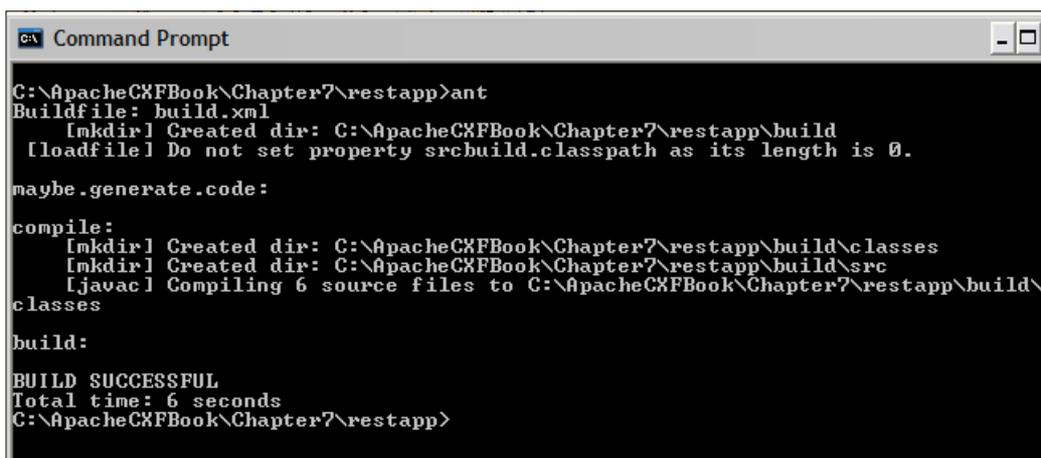 Command Prompt
C:\ApacheCXFBook\Chapter7\restapp>ant
Buildfile: build.xml
[mkdir] Created dir: C:\ApacheCXFBook\Chapter7\restapp\build
[loadfile] Do not set property srcbuild.classpath as its length is 0.
maybe.generate.code:
compile:
[mkdir] Created dir: C:\ApacheCXFBook\Chapter7\restapp\build\classes
[mkdir] Created dir: C:\ApacheCXFBook\Chapter7\restapp\build\src
[javac] Compiling 6 source files to C:\ApacheCXFBook\Chapter7\restapp\build\
classes
build:
BUILD SUCCESSFUL
Total time: 6 seconds
C:\ApacheCXFBook\Chapter7\restapp>